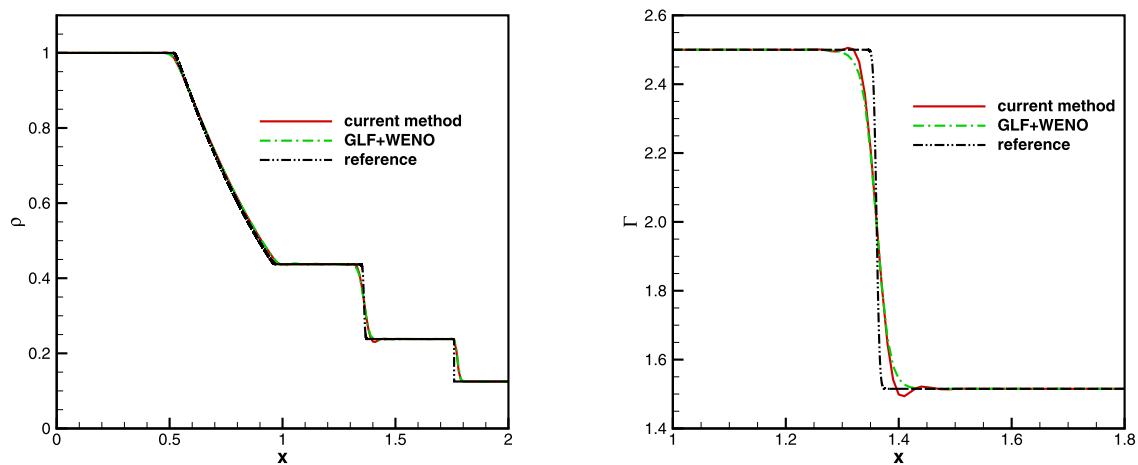 ρ
1
0.8
0.6
0.4
0.2
0
0 0.5 1 1.5 2
x
current method
GLF+WENO
reference
Γ
2.6
2.4
2.2
2.0
1.8
1.6
1.4
1 1.2 1.4 1.6 1.8
x
current method
GLF+WENO
reference